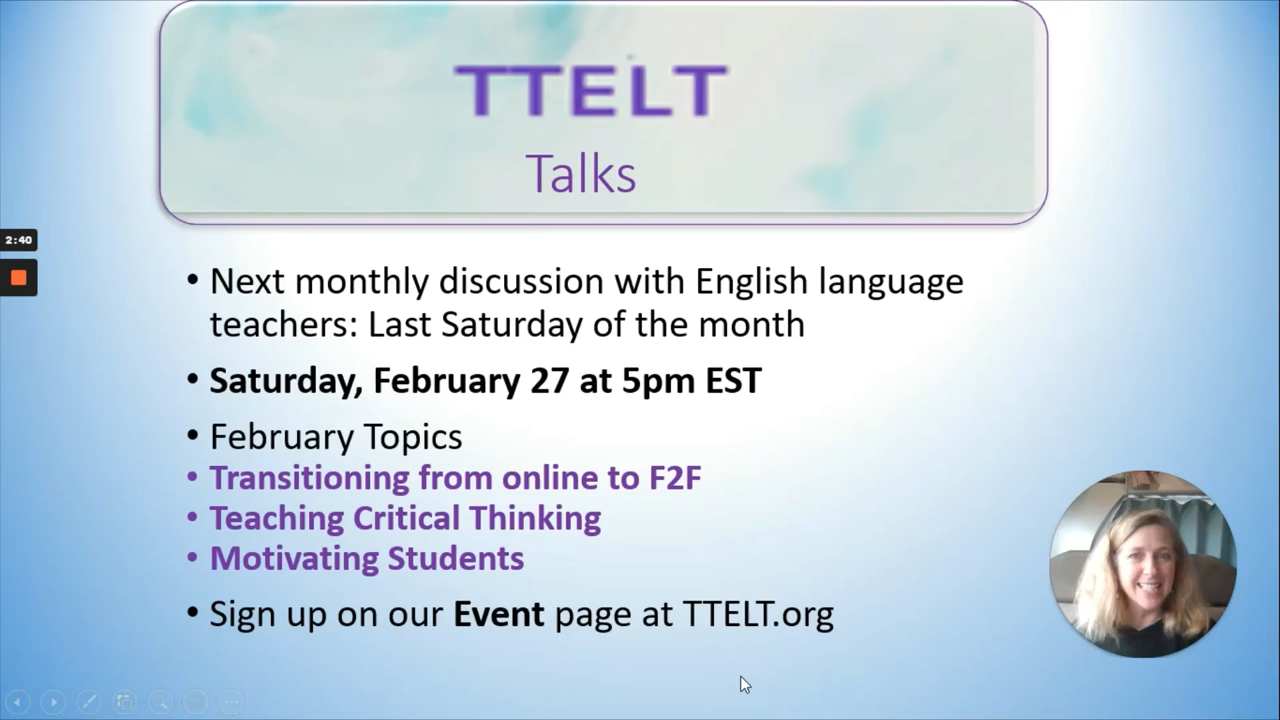 TTELT
Talks
2:40
• Next monthly discussion with English language
teachers: Last Saturday of the month
• Saturday, February 27 at 5pm EST
• February Topics
• Transitioning from online to F2F
• Teaching Critical Thinking
• Motivating Students
• Sign up on our Event page at TTELT.org